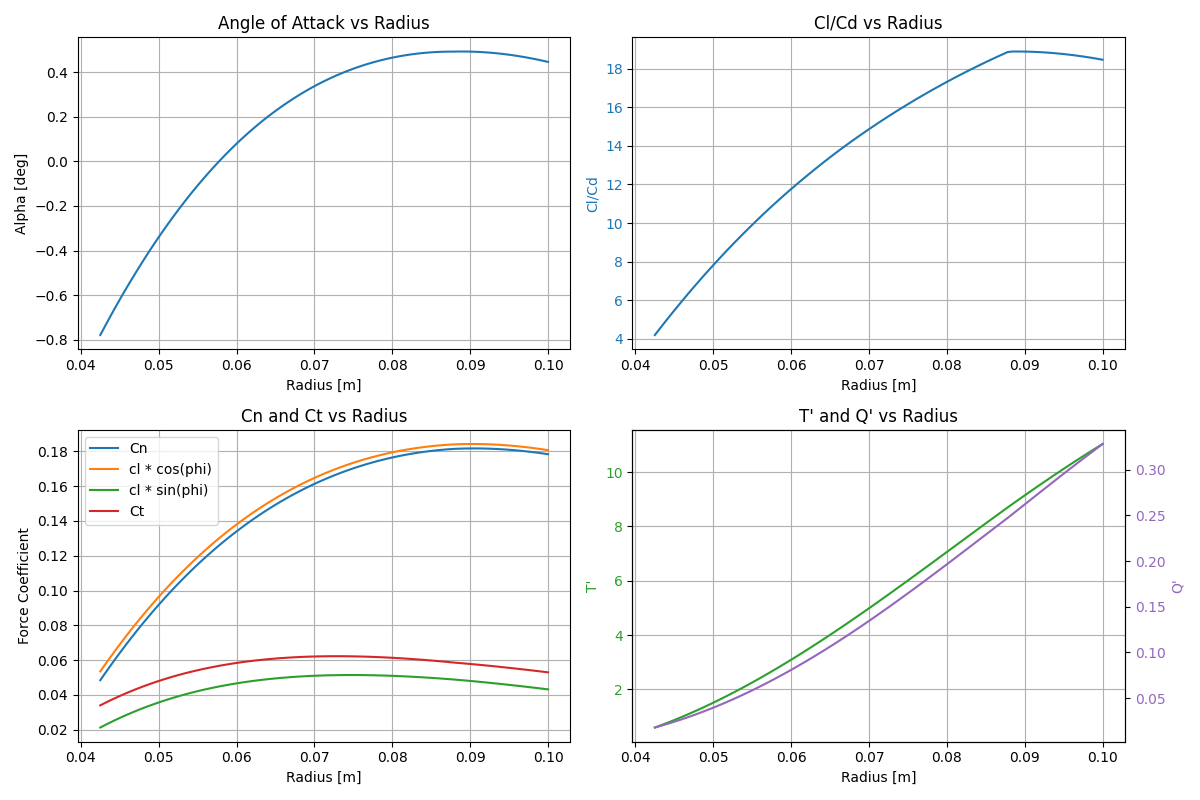 Angle of Attack vs Radius
Alpha [deg]
0.4
0.2
0.0
−0.2
−0.4
−0.6
−0.8
0.04 0.05 0.06 0.07 0.08 0.09 0.10
Radius [m]
Cl/Cd vs Radius
Cl/Cd
18
16
14
12
10
8
6
4
0.04 0.05 0.06 0.07 0.08 0.09 0.10
Radius [m]
Cn and Ct vs Radius
Force Coefficient
0.18
0.16
0.14
0.12
0.10
0.08
0.06
0.04
0.02
Cn
cl * cos(phi)
cl * sin(phi)
Ct
0.04 0.05 0.06 0.07 0.08 0.09 0.10
Radius [m]
T' and Q' vs Radius
T'
10
8
6
4
2
0.30
0.25
0.20
0.15
0.10
0.05
Q'
0.04 0.05 0.06 0.07 0.08 0.09 0.10
Radius [m]